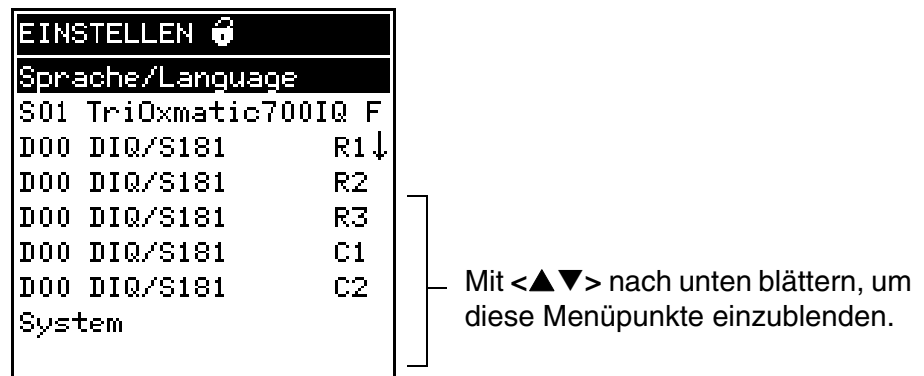 EINSTELLEN
Sprache/Language
S01 TriOxmatic700IQ F
D00 DIQ/S181 R1↓
D00 DIQ/S181 R2
D00 DIQ/S181 R3
D00 DIQ/S181 C1
D00 DIQ/S181 C2
System
Mit <▲▼> nach unten blättern, um
diese Menüpunkte einzublenden.